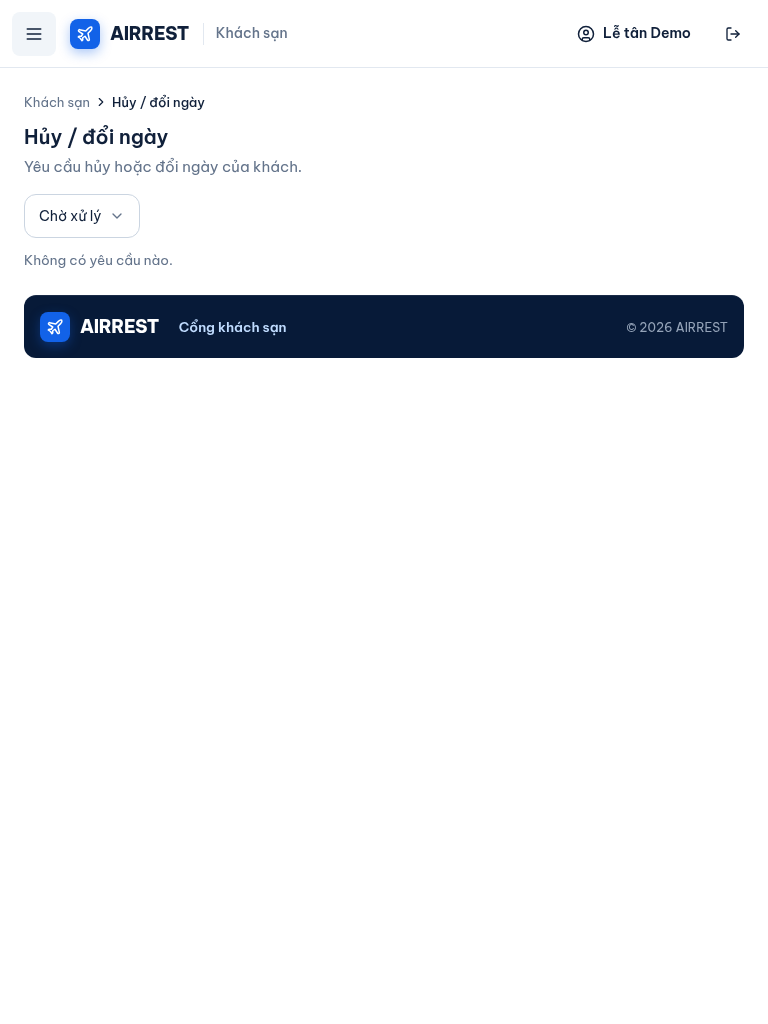 AIRREST
Khách sạn
Lễ tân Demo
Khách sạn > Hủy / đổi ngày
Hủy / đổi ngày
Yêu cầu hủy hoặc đổi ngày của khách.
Chờ xử lý
Không có yêu cầu nào.
AIRREST
Cổng khách sạn
© 2026 AIRREST